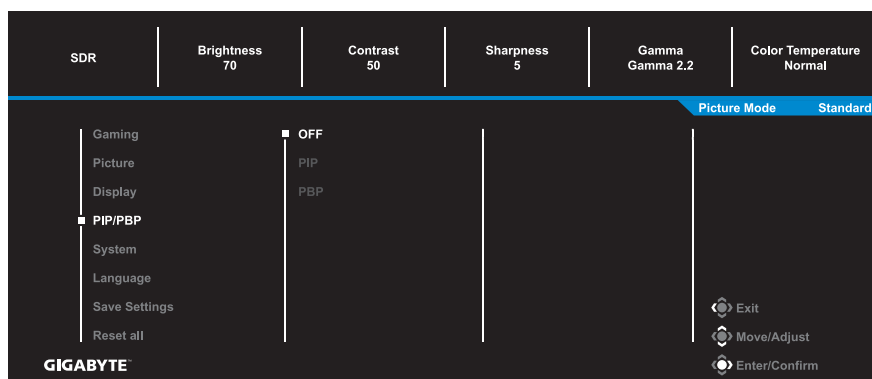 SDR
Brightness
70
Contrast
50
Sharpness
5
Gamma
Gamma 2.2
Color Temperature
Normal
Picture Mode Standard
Gaming
Picture
Display
PIP/PBP
System
Language
Save Settings
Reset all
OFF
PIP
PBP
Exit
Move/Adjust
Enter/Confirm
GIGABYTE™